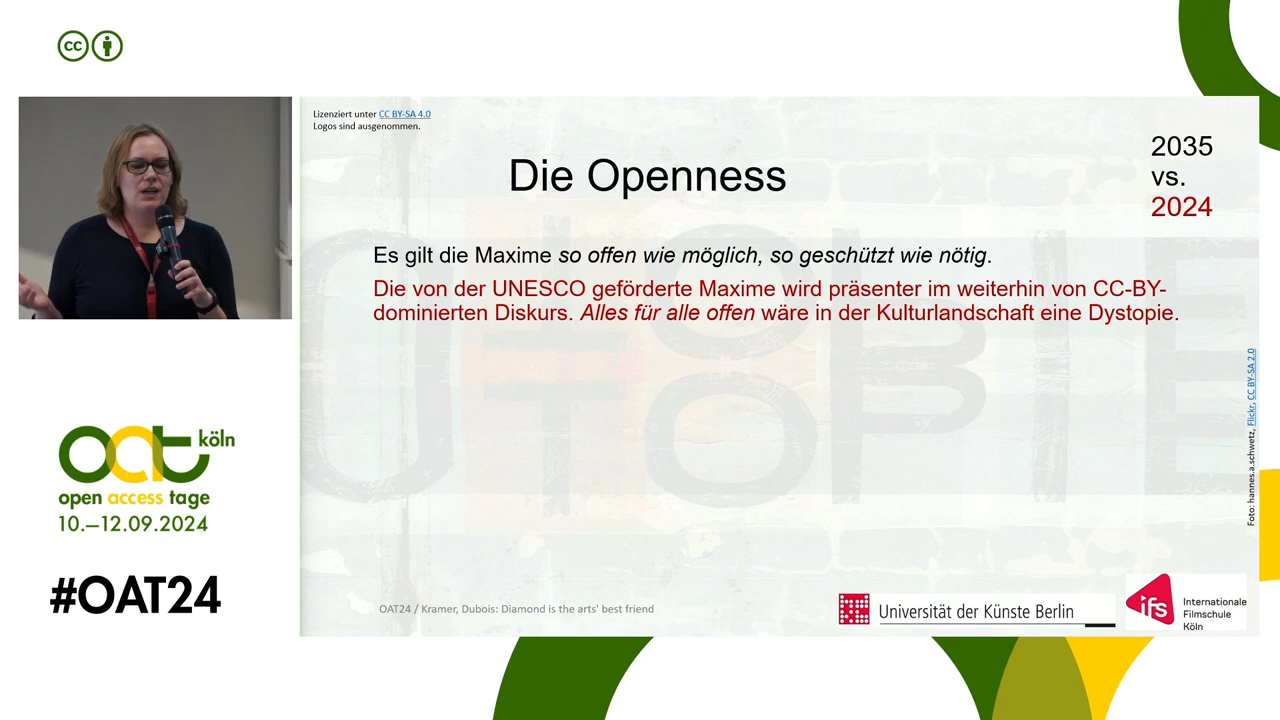 cc
Lizenziert unter CC BY-SA 4.0
Logos sind ausgenommen.
Die Openness
2035
vs.
2024
Es gilt die Maxime so offen wie möglich, so geschützt wie nötig.
Die von der UNESCO geförderte Maxime wird präsenter im weiterhin von CC-BY-
dominierten Diskurs. Alles für alle offen wäre in der Kulturlandschaft eine Dystopie.
Foto: hannes.a.schwetz, Flickr, CC BY-SA 2.0
oat köln
open access tage
10.–12.09.2024
#OAT24
OAT24 / Kramer, Dubois: Diamond is the arts' best friend
Universität der Künste Berlin
ifs
Internationale
Filmschule
Köln